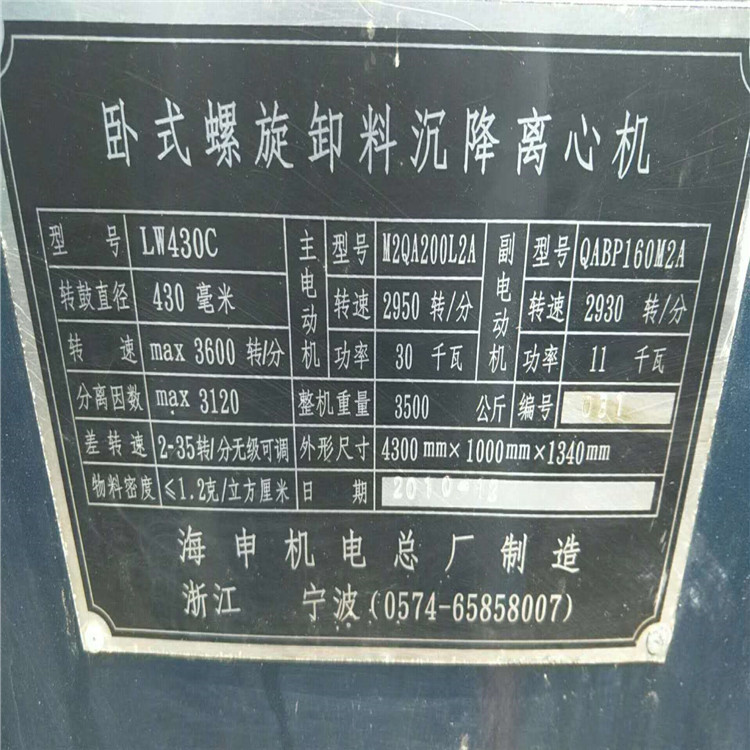 卧式螺旋卸料沉降离心机
型号 LW430C 主电动机 型号 M2QA200L2A 副电动机 型号 QABP160M2A
转鼓直径 430 毫米 转速 2950 转/分 转速 2930 转/分
转速 max 3600 转/分 功率 30 千瓦 功率 11 千瓦
分离因数 max 3120 整机重量 3500 公斤 编号
差转速 2-35转/分无级可调 外形尺寸 4300mm×1000mm×1340mm
物料密度 ≤1.2克/立方厘米 日期 2010-12
海申机电总厂制造
浙江 宁波(0574-65858007)